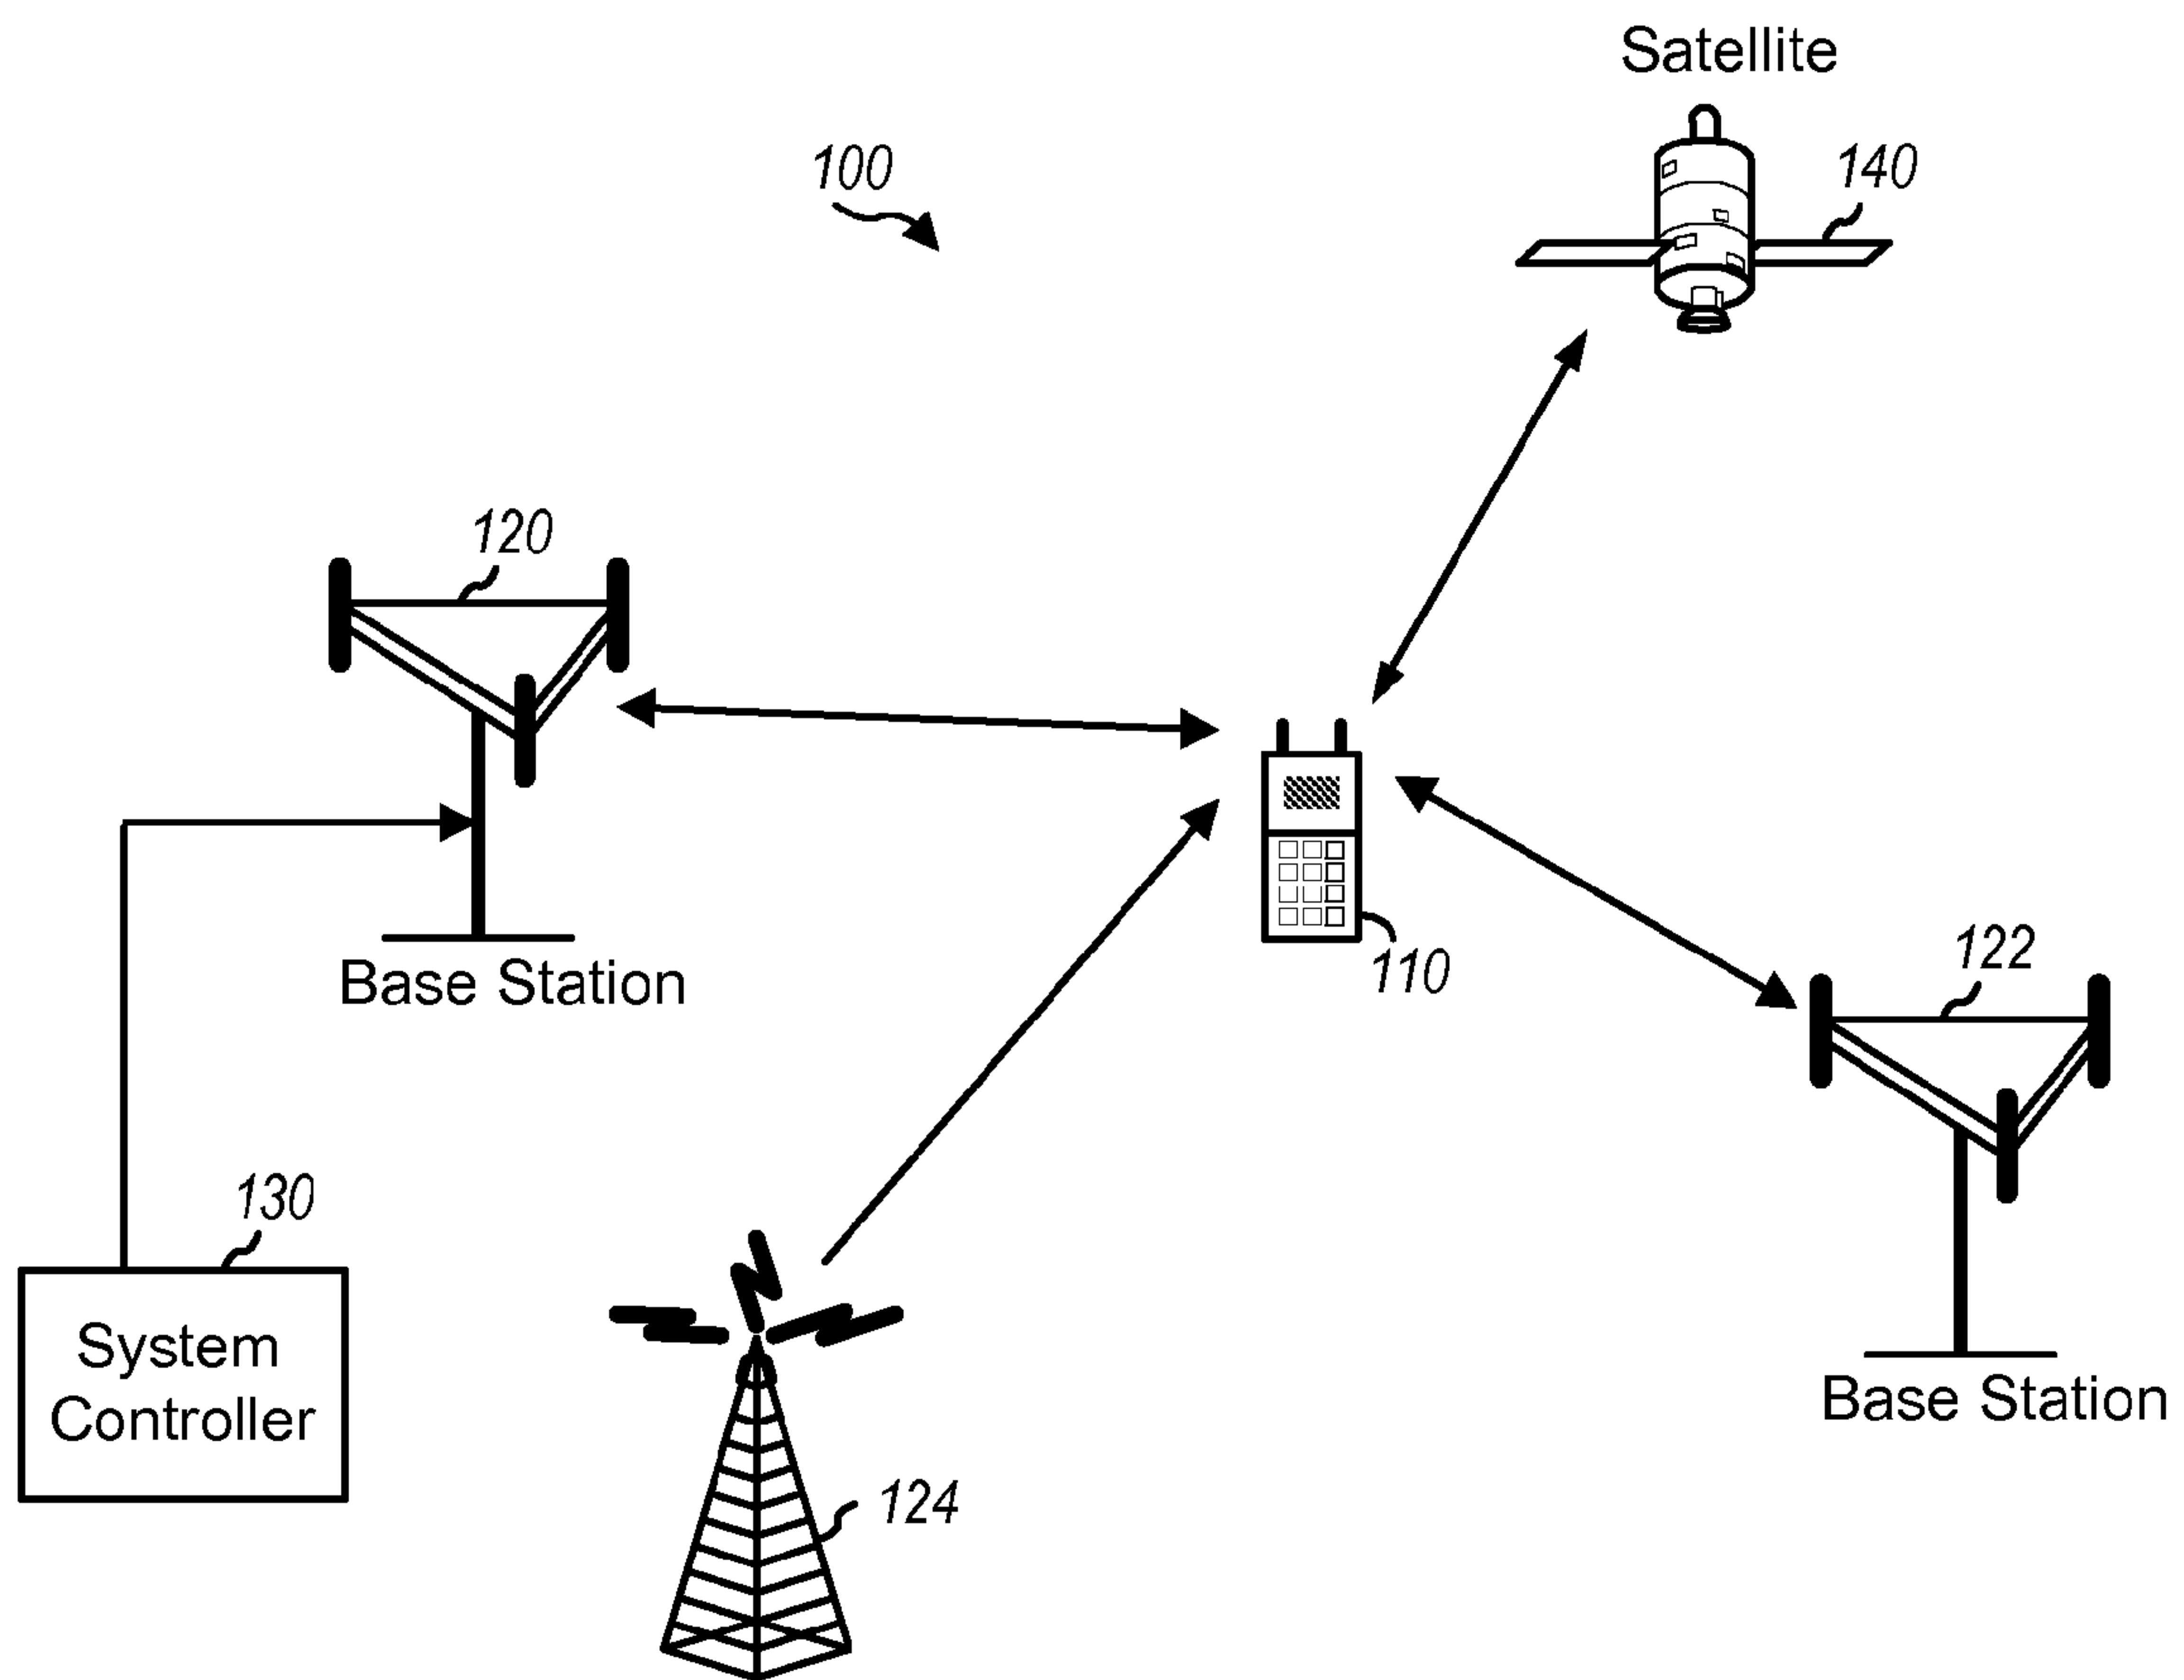 Satellite
100
140
120
Base Station
110
122
130
System
Controller
Base Station
124